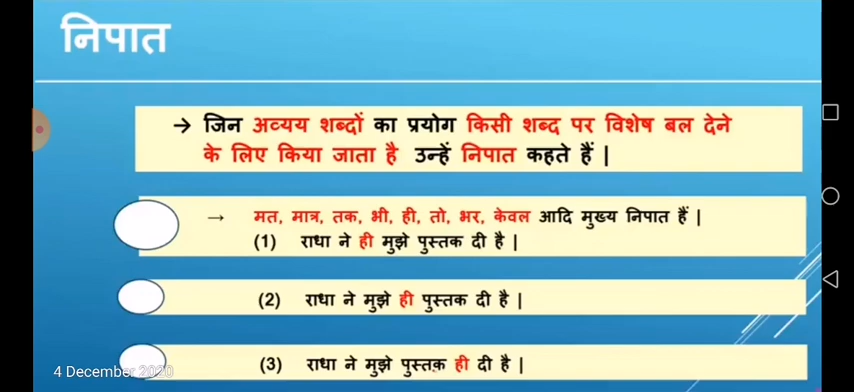 निपात
→ जिन अव्यय शब्दों का प्रयोग किसी शब्द पर विशेष बल देने
के लिए किया जाता है उन्हें निपात कहते हैं |
→ मत, मात्र, तक, भी, ही, तो, भर, केवल आदि मुख्य निपात हैं |
(1) राधा ने ही मुझे पुस्तक दी है |
(2) राधा ने मुझे ही पुस्तक दी है |
(3) राधा ने मुझे पुस्तक ही दी है |
4 December 2020